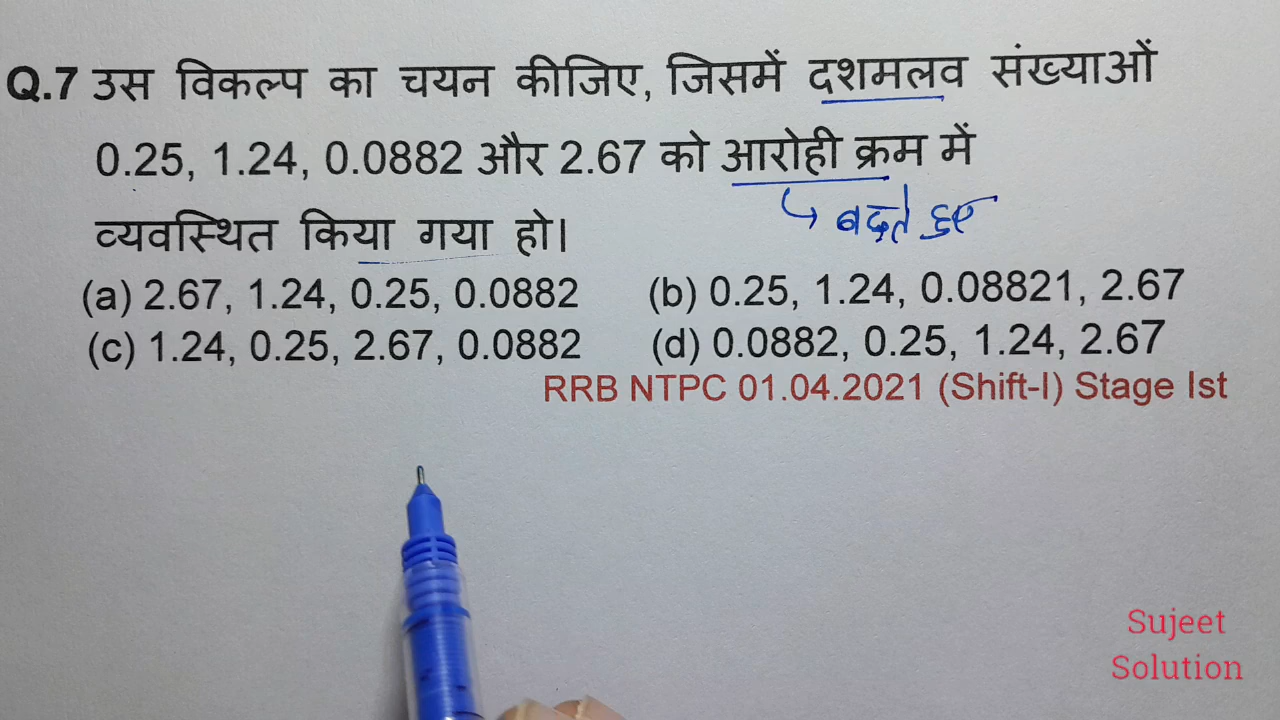 Q.7 उस विकल्प का चयन कीजिए, जिसमें दशमलव संख्याओं
0.25, 1.24, 0.0882 और 2.67 को आरोही क्रम में
↳ बढ़ते हुए
व्यवस्थित किया गया हो।
(a) 2.67, 1.24, 0.25, 0.0882 (b) 0.25, 1.24, 0.08821, 2.67
(c) 1.24, 0.25, 2.67, 0.0882 (d) 0.0882, 0.25, 1.24, 2.67
RRB NTPC 01.04.2021 (Shift-I) Stage Ist
Sujeet
Solution